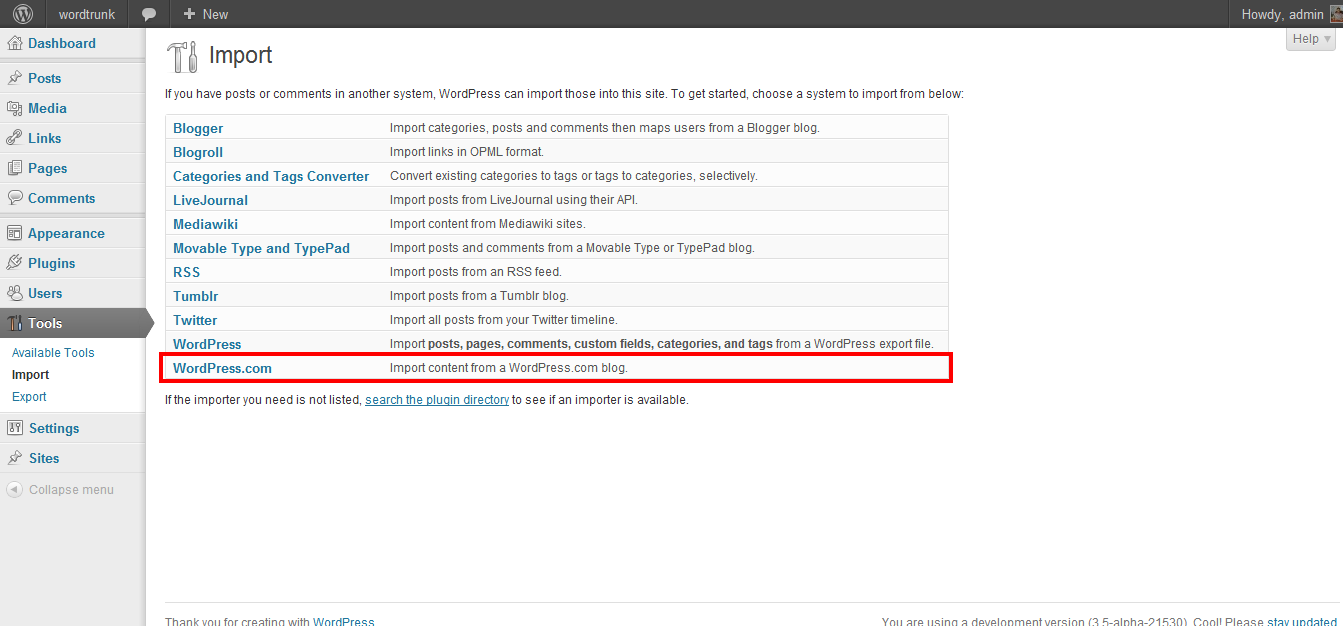 wordtrunk + New Howdy, admin
Help
Dashboard
Posts
Media
Links
Pages
Comments
Appearance
Plugins
Users
Tools
Available Tools
Import
Export
Settings
Sites
Collapse menu
Import
If you have posts or comments in another system, WordPress can import those into this site. To get started, choose a system to import from below:
Blogger Import categories, posts and comments then maps users from a Blogger blog.
Blogroll Import links in OPML format.
Categories and Tags Converter Convert existing categories to tags or tags to categories, selectively.
LiveJournal Import posts from LiveJournal using their API.
Mediawiki Import content from Mediawiki sites.
Movable Type and TypePad Import posts and comments from a Movable Type or TypePad blog.
RSS Import posts from an RSS feed.
Tumblr Import posts from a Tumblr blog.
Twitter Import all posts from your Twitter timeline.
WordPress Import posts, pages, comments, custom fields, categories, and tags from a WordPress export file.
WordPress.com Import content from a WordPress.com blog.
If the importer you need is not listed, search the plugin directory to see if an importer is available.
Thank you for creating with WordPress You are using a development version (3.5-alpha-21530). Cool! Please stay updated